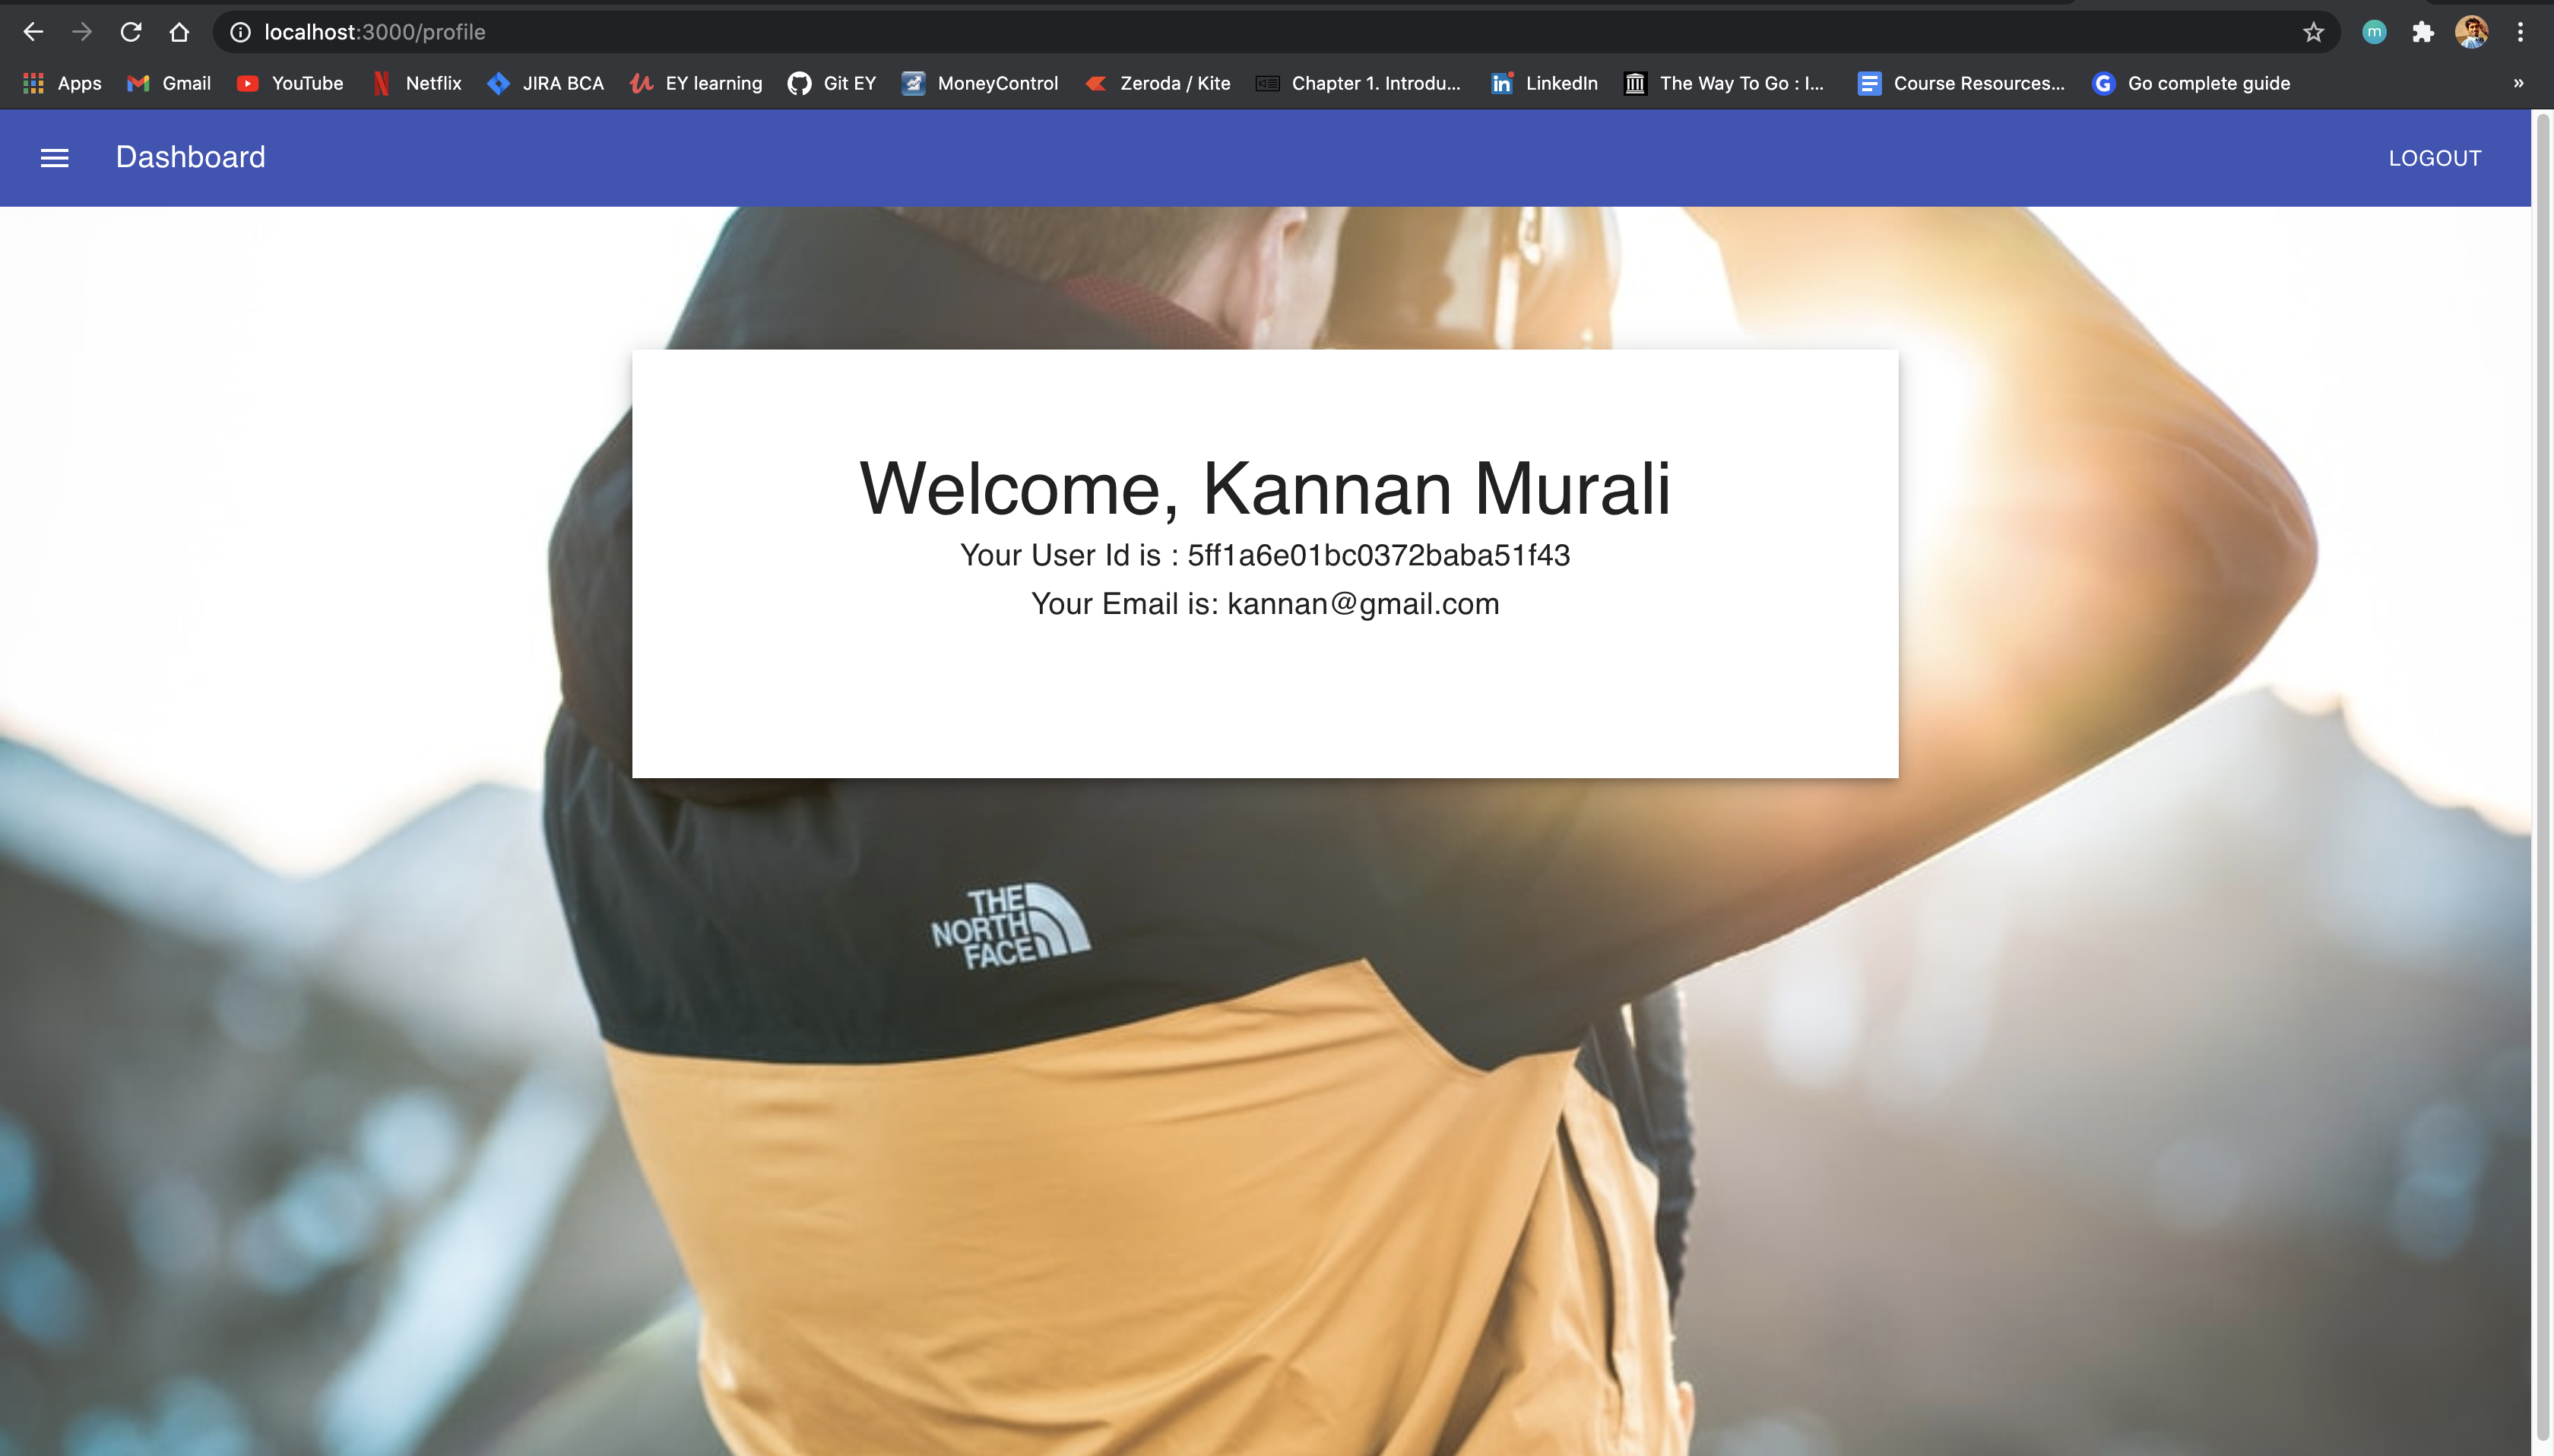 localhost:3000/profile
m
Apps Gmail YouTube Netflix JIRA BCA EY learning Git EY MoneyControl Zeroda / Kite Chapter 1. Introdu... in LinkedIn The Way To Go : I... Course Resources... G Go complete guide »
Dashboard LOGOUT
Welcome, Kannan Murali
Your User Id is : 5ff1a6e01bc0372baba51f43
Your Email is: kannan@gmail.com
THE
NORTH
FACE